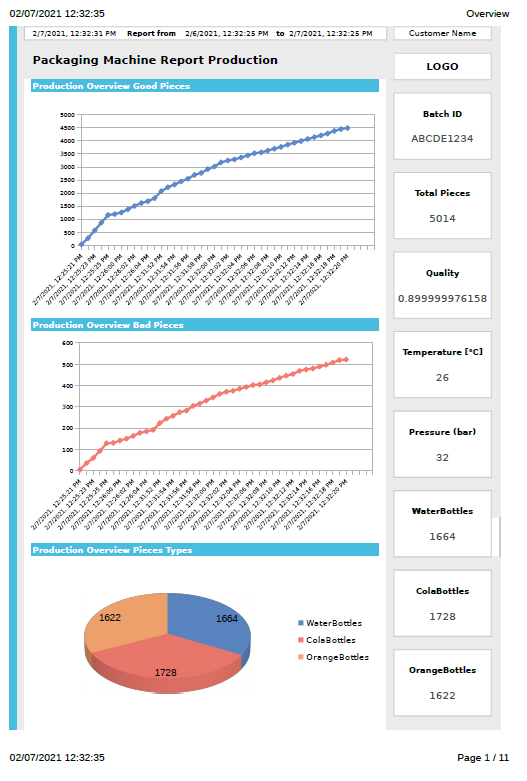 02/07/2021 12:32:35 Overview
2/7/2021, 12:32:31 PM Report from 2/6/2021, 12:32:25 PM to 2/7/2021, 12:32:25 PM
Customer Name
Packaging Machine Report Production
LOGO
Production Overview Good Pieces
5000
4500
4000
3500
3000
2500
2000
1500
1000
500
0
2/7/2021, 12:25:21 PM
2/7/2021, 12:25:23 PM
2/7/2021, 12:25:25 PM
2/7/2021, 12:26:00 PM
2/7/2021, 12:26:02 PM
2/7/2021, 12:26:04 PM
2/7/2021, 12:31:52 PM
2/7/2021, 12:31:54 PM
2/7/2021, 12:31:56 PM
2/7/2021, 12:31:58 PM
2/7/2021, 12:32:00 PM
2/7/2021, 12:32:02 PM
2/7/2021, 12:32:04 PM
2/7/2021, 12:32:06 PM
2/7/2021, 12:32:08 PM
2/7/2021, 12:32:10 PM
2/7/2021, 12:32:12 PM
2/7/2021, 12:32:14 PM
2/7/2021, 12:32:16 PM
2/7/2021, 12:32:18 PM
2/7/2021, 12:32:20 PM
Production Overview Bad Pieces
600
500
400
300
200
100
0
2/7/2021, 12:25:21 PM
2/7/2021, 12:25:23 PM
2/7/2021, 12:25:25 PM
2/7/2021, 12:26:00 PM
2/7/2021, 12:26:02 PM
2/7/2021, 12:26:04 PM
2/7/2021, 12:31:52 PM
2/7/2021, 12:31:54 PM
2/7/2021, 12:31:56 PM
2/7/2021, 12:31:58 PM
2/7/2021, 12:32:00 PM
2/7/2021, 12:32:02 PM
2/7/2021, 12:32:04 PM
2/7/2021, 12:32:06 PM
2/7/2021, 12:32:08 PM
2/7/2021, 12:32:10 PM
2/7/2021, 12:32:12 PM
2/7/2021, 12:32:14 PM
2/7/2021, 12:32:16 PM
2/7/2021, 12:32:18 PM
2/7/2021, 12:32:20 PM
Production Overview Pieces Types
1622
1664
1728
WaterBottles
ColaBottles
OrangeBottles
Batch ID
ABCDE1234
Total Pieces
5014
Quality
0.899999976158
Temperature [°C]
26
Pressure (bar)
32
WaterBottles
1664
ColaBottles
1728
OrangeBottles
1622
02/07/2021 12:32:35 Page 1 / 11